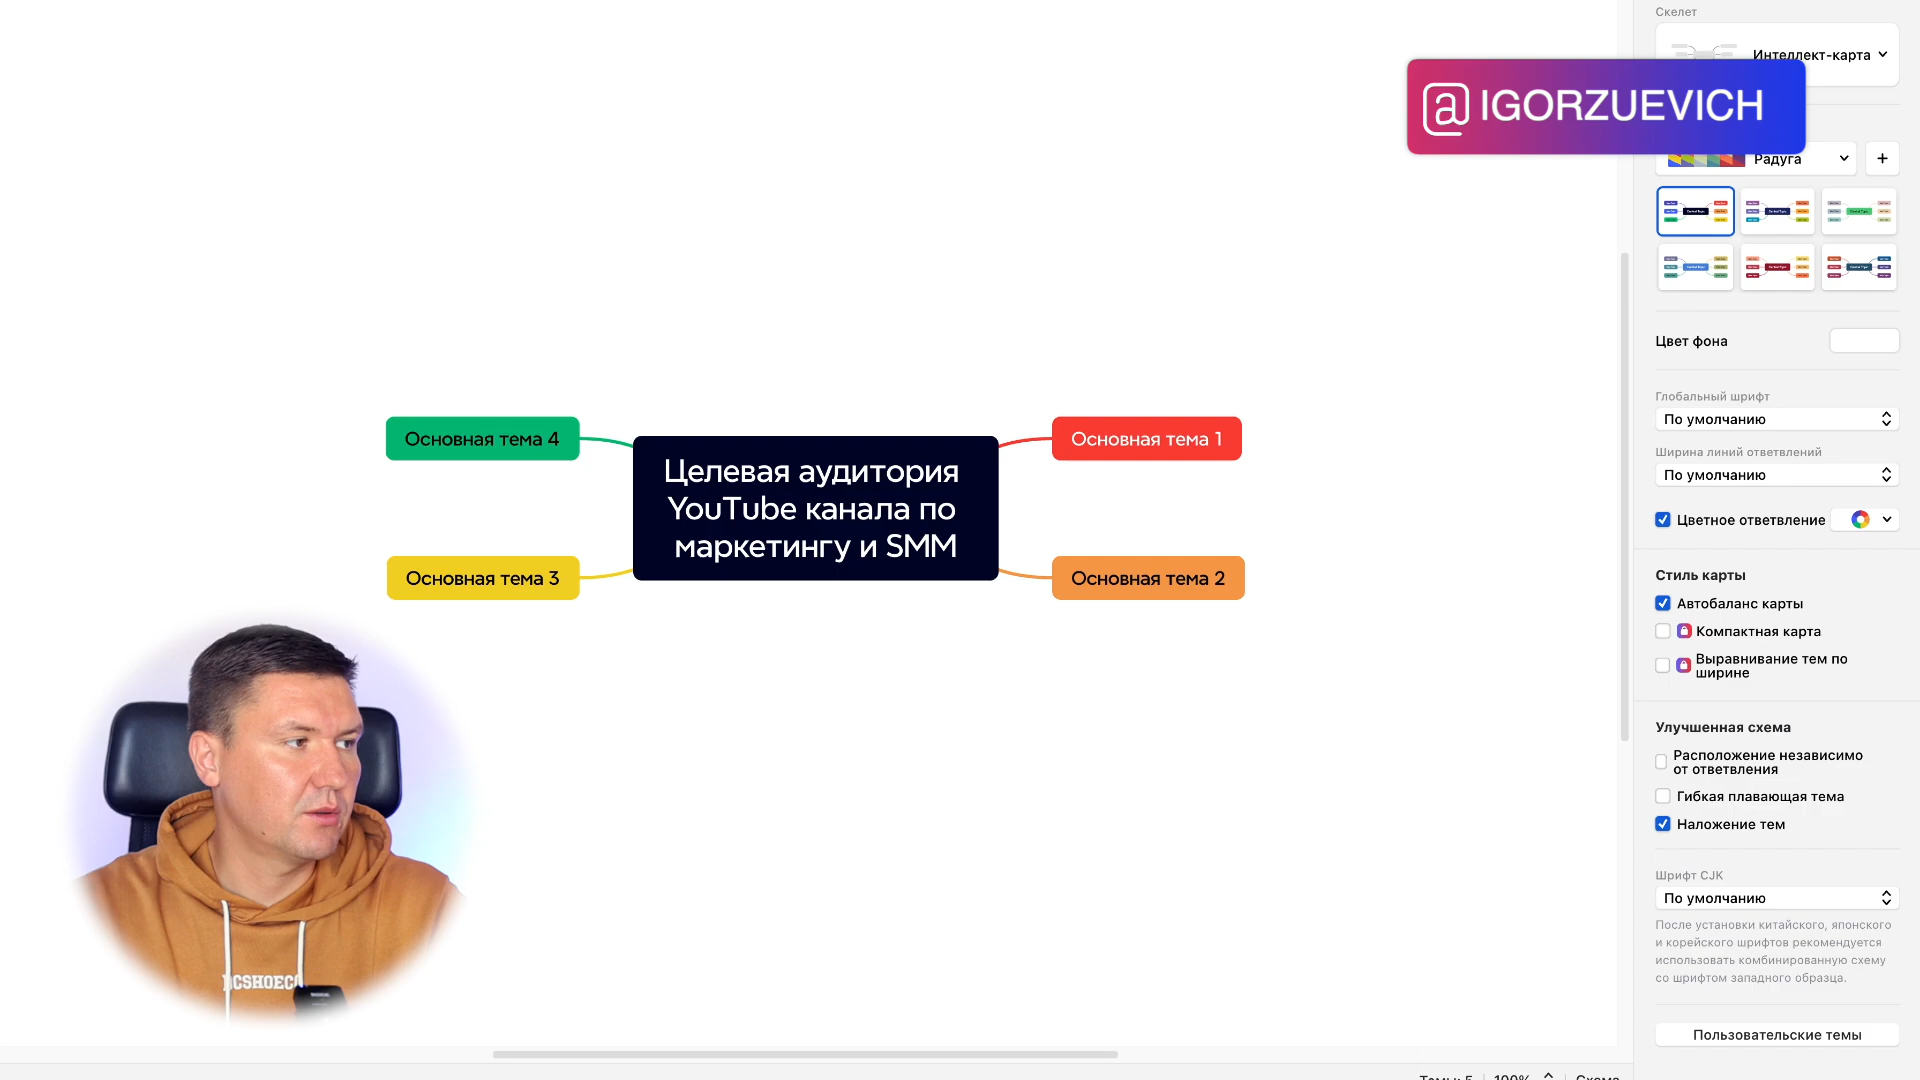 Скелет
Интеллект-карта
@IGORZUEVICH
Радуга
+
Цвет фона
Глобальный шрифт
По умолчанию
Ширина линий ответвлений
По умолчанию
Цветное ответвление
Стиль карты
Автобаланс карты
Компактная карта
Выравнивание тем по
ширине
Улучшенная схема
Расположение независимо
от ответвления
Гибкая плавающая тема
Наложение тем
Шрифт CJK
По умолчанию
После установки китайского, японского
и корейского шрифтов рекомендуется
использовать комбинированную схему
со шрифтом западного образца.
Пользовательские темы
Основная тема 4
Основная тема 1
Целевая аудитория
YouTube канала по
маркетингу и SMM
Основная тема 3
Основная тема 2
Темы: 5
100%
Схема